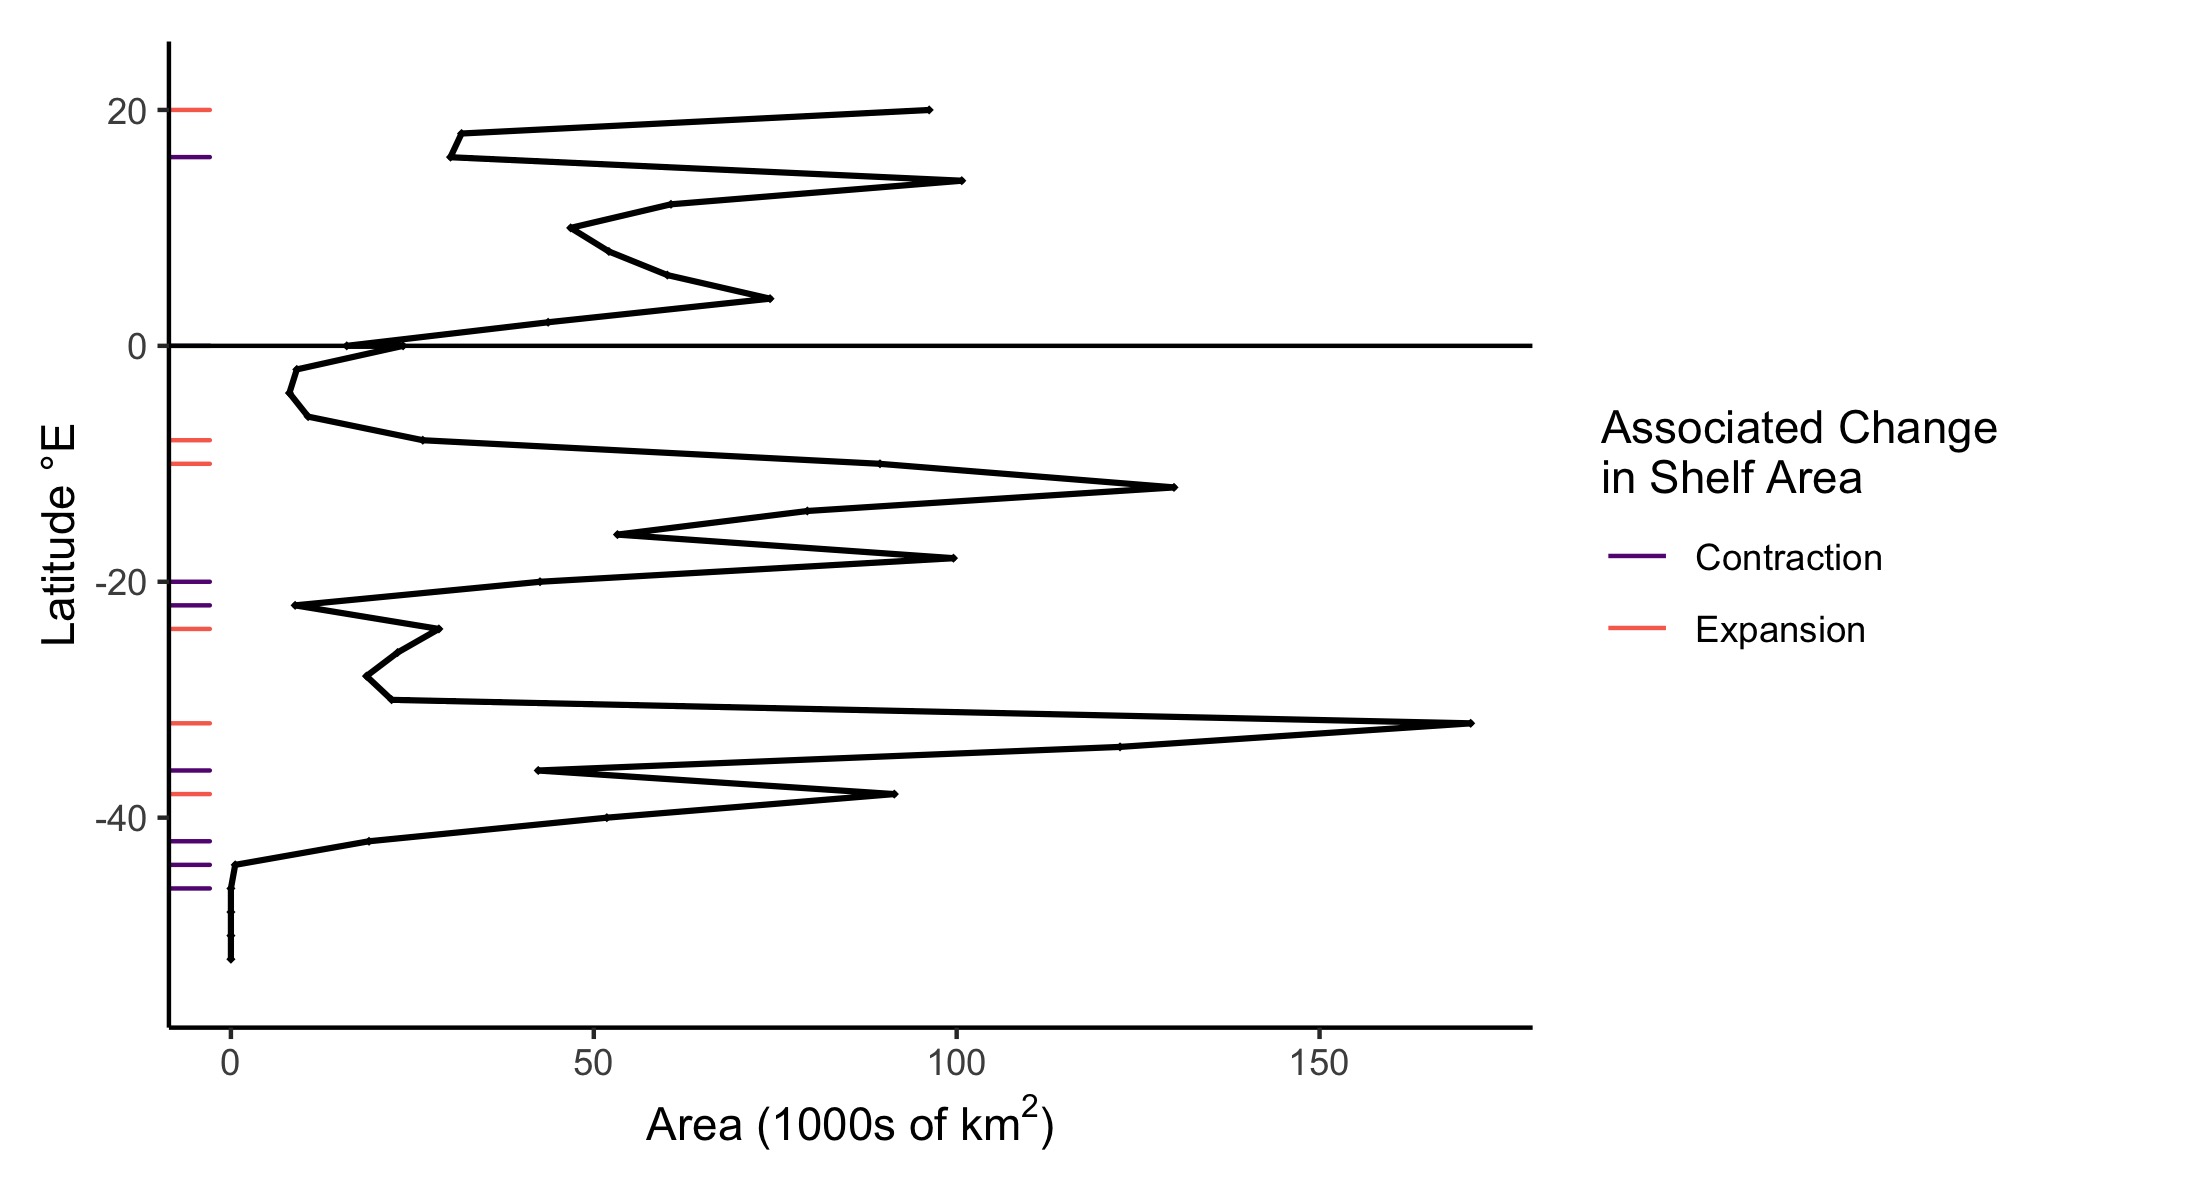 20
0
-20
-40
Latitude °E
0
50
100
150
Area (1000s of km²)
Associated Change
in Shelf Area
Contraction
Expansion